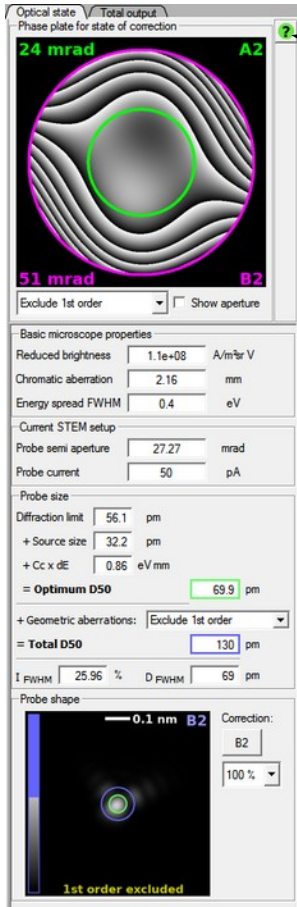 Optical state Total output
Phase plate for state of correction
?
24 mrad A2
51 mrad B2
Exclude 1st order Show aperture
Basic microscope properties
Reduced brightness 1.1e+08 A/m²sr V
Chromatic aberration 2.16 mm
Energy spread FWHM 0.4 eV
Current STEM setup
Probe semi aperture 27.27 mrad
Probe current 50 pA
Probe size
Diffraction limit 56.1 pm
+ Source size 32.2 pm
+ Cc x dE 0.86 eV mm
= Optimum D50 69.9 pm
+ Geometric aberrations: Exclude 1st order
= Total D50 130 pm
I FWHM 25.96 % D FWHM 69 pm
Probe shape
0.1 nm B2 Correction:
B2
100 %
1st order excluded